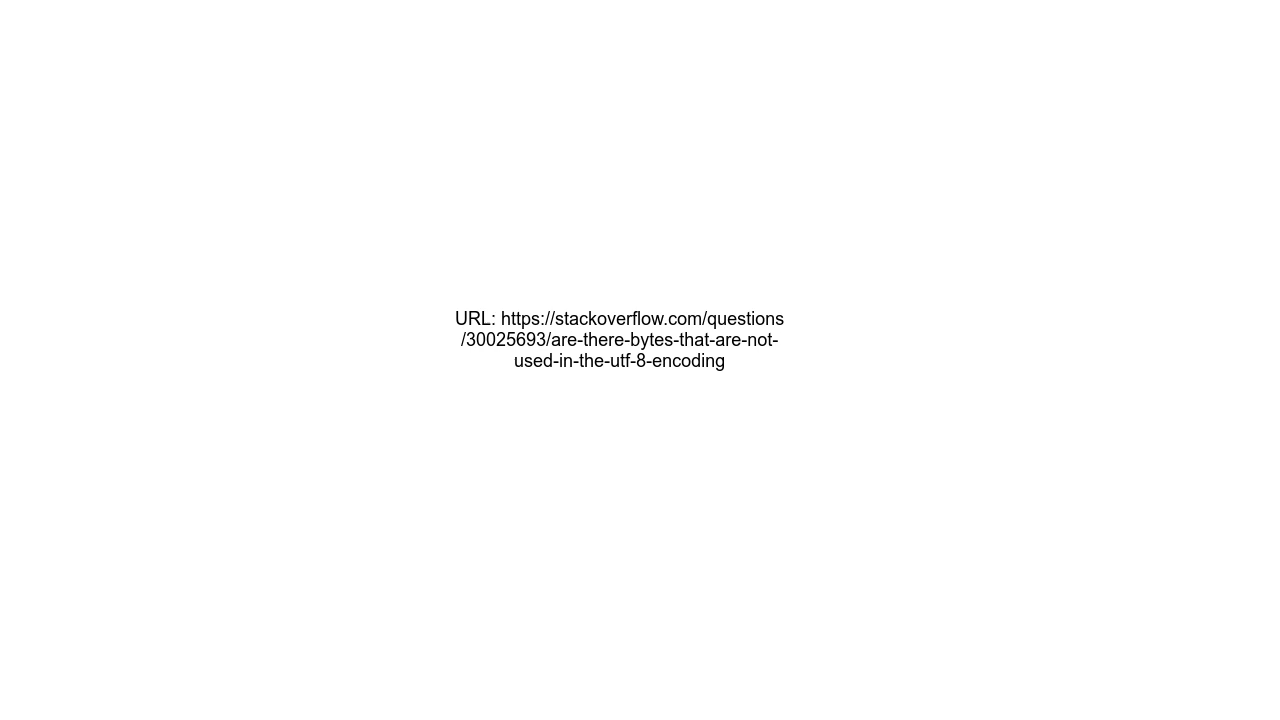 URL: https://stackoverflow.com/questions
/30025693/are-there-bytes-that-are-not-
used-in-the-utf-8-encoding